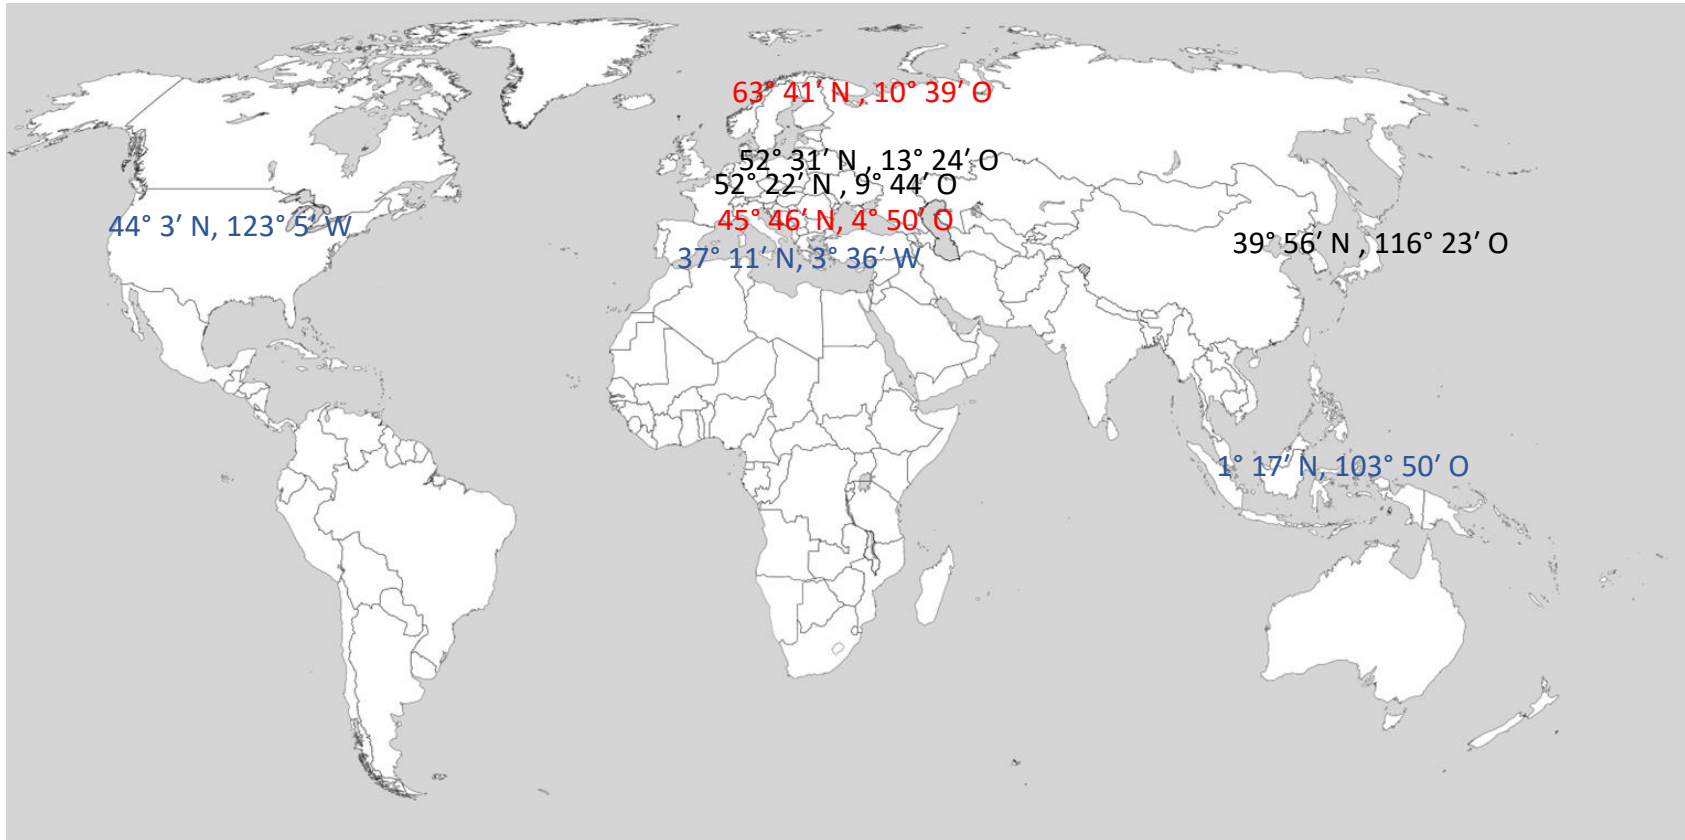 63° 41′ N , 10° 39′ O
52° 31′ N , 13° 24′ O
52° 22′ N , 9° 44′ O
45° 46′ N, 4° 50′ O
44° 3′ N, 123° 5′ W
39° 56′ N , 116° 23′ O
37° 11′ N, 3° 36′ W
1° 17′ N, 103° 50′ O